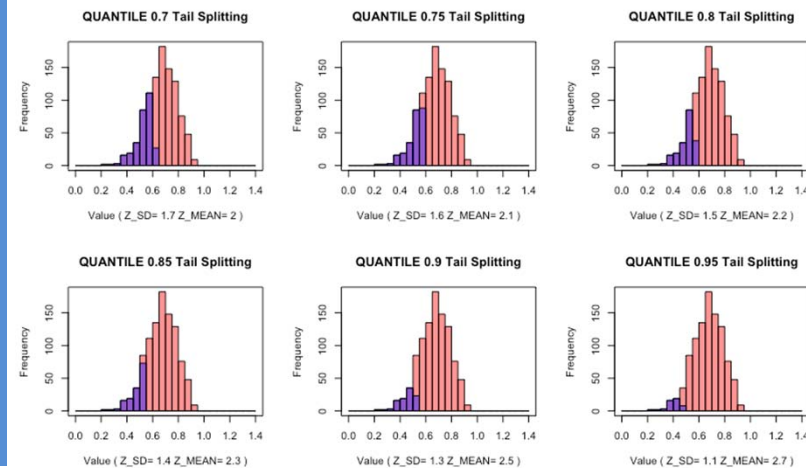 QUANTILE 0.7 Tail Splitting
QUANTILE 0.75 Tail Splitting
QUANTILE 0.8 Tail Splitting
Frequency
150
100
50
0
0.0 0.2 0.4 0.6 0.8 1.0 1.2 1.4
Value ( Z_SD= 1.7 Z_MEAN= 2 )
Frequency
150
100
50
0
0.0 0.2 0.4 0.6 0.8 1.0 1.2 1.4
Value ( Z_SD= 1.6 Z_MEAN= 2.1 )
Frequency
150
100
50
0
0.0 0.2 0.4 0.6 0.8 1.0 1.2 1.4
Value ( Z_SD= 1.5 Z_MEAN= 2.2 )
QUANTILE 0.85 Tail Splitting
QUANTILE 0.9 Tail Splitting
QUANTILE 0.95 Tail Splitting
Frequency
150
100
50
0
0.0 0.2 0.4 0.6 0.8 1.0 1.2 1.4
Value ( Z_SD= 1.4 Z_MEAN= 2.3 )
Frequency
150
100
50
0
0.0 0.2 0.4 0.6 0.8 1.0 1.2 1.4
Value ( Z_SD= 1.3 Z_MEAN= 2.5 )
Frequency
150
100
50
0
0.0 0.2 0.4 0.6 0.8 1.0 1.2 1.4
Value ( Z_SD= 1.1 Z_MEAN= 2.7 )